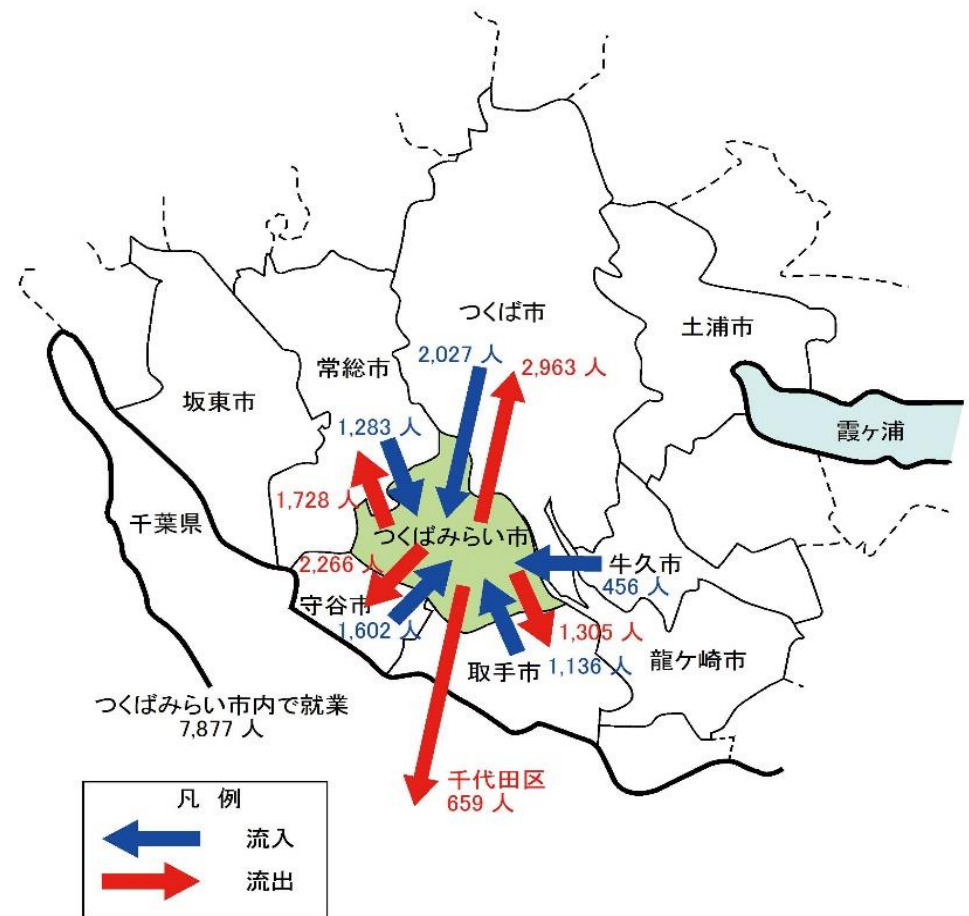 つくば市
土浦市
2,027 人
2,963 人
常総市
坂東市
1,283 人
霞ヶ浦
1,728 人
千葉県
つくばみらい市
2,266 人
牛久市
456 人
守谷市
1,602 人
1,305 人
1,136 人
龍ケ崎市
取手市
つくばみらい市内で就業
7,877 人
千代田区
659 人
凡 例
流入
流出